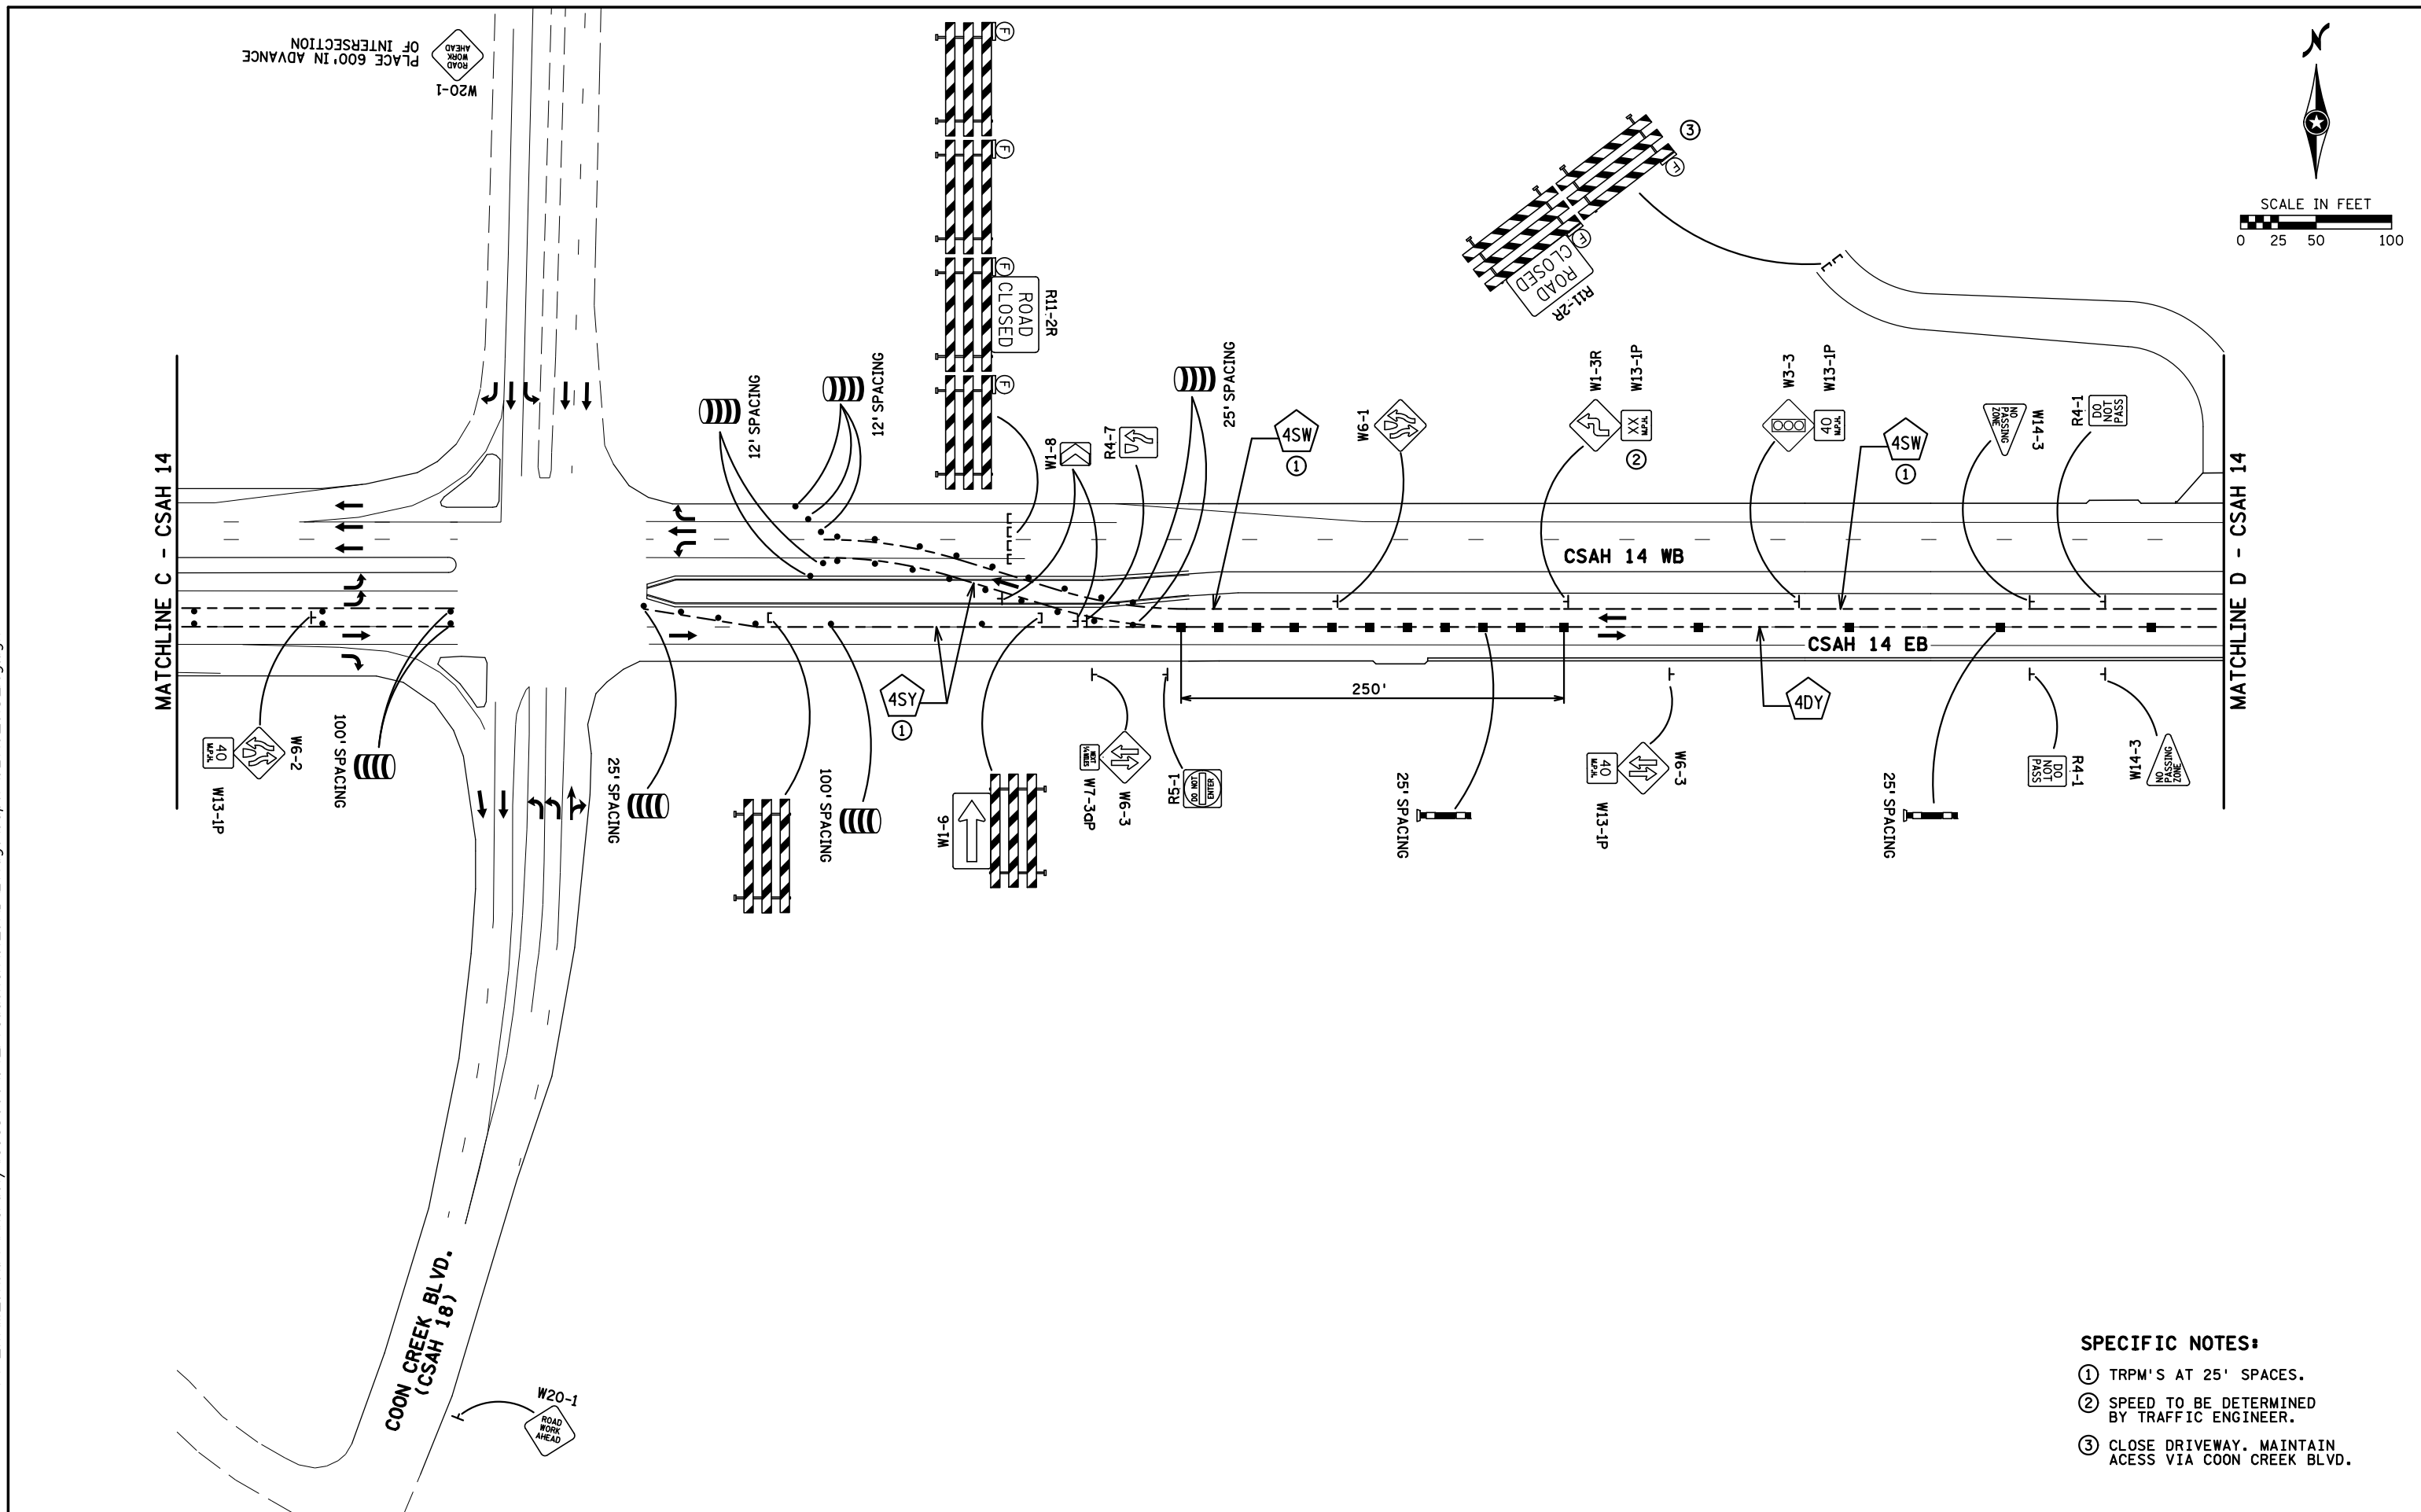 PLACE 600' IN ADVANCE
OF INTERSECTION
ROAD
WORK
AHEAD
W20-1
F
F
F
F
ROAD
CLOSED
R11-2R
3
F
F
ROAD
CLOSED
R11-2R
N
SCALE IN FEET
0 25 50 100
12' SPACING
12' SPACING
W1-8
R4-7
25' SPACING
4SW
1
W6-1
W1-3R
W13-1P
XX
M.P.H.
2
W3-3
W13-1P
40
M.P.H.
4SW
1
NO
PASSING
ZONE
W14-3
R4-1
DO
NOT
PASS
MATCHLINE C - CSAH 14
CSAH 14 WB
CSAH 14 EB
MATCHLINE D - CSAH 14
250'
40
M.P.H.
W6-2
W13-1P
100' SPACING
25' SPACING
100' SPACING
4SY
1
W1-6
W7-3aP
W6-3
R5-1
DO NOT
ENTER
25' SPACING
40
M.P.H.
W6-3
W13-1P
4DY
25' SPACING
DO
NOT
PASS
R4-1
W14-3
NO
PASSING
ZONE
COON CREEK BLVD.
(CSAH 18)
W20-1
ROAD
WORK
AHEAD
SPECIFIC NOTES:
1 TRPM'S AT 25' SPACES.
2 SPEED TO BE DETERMINED
BY TRAFFIC ENGINEER.
3 CLOSE DRIVEWAY. MAINTAIN
ACESS VIA COON CREEK BLVD.